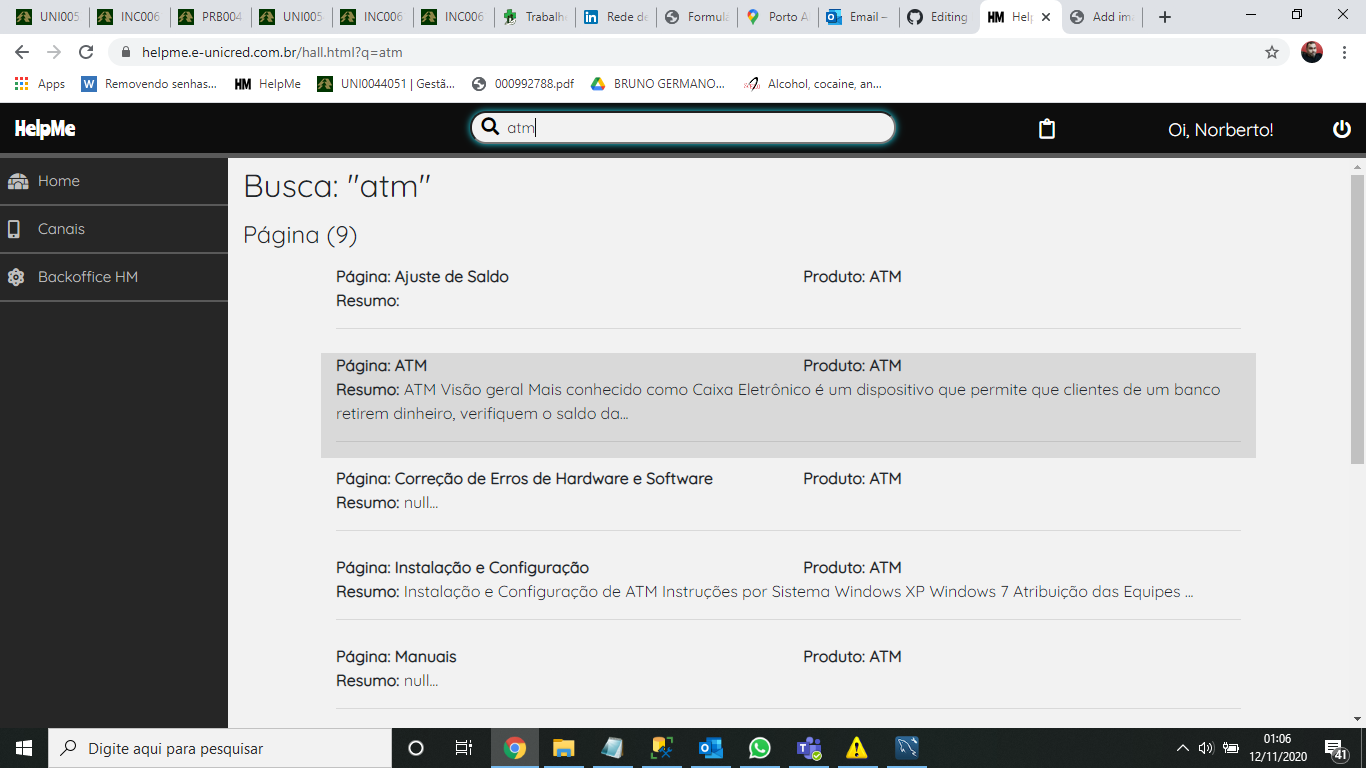 UNI005 INC006 PRB004 UNI005 INC006 INC006 Trabalh Rede de Formula Porto A Email – Editing Help Add im
helpme.e-unicred.com.br/hall.html?q=atm
Apps Removendo senhas... HelpMe UNI0044051 | Gestã... 000992788.pdf BRUNO GERMANO... Alcohol, cocaine, an...
HelpMe atm Oi, Norberto!
Home
Canais
Backoffice HM
Busca: "atm"
Página (9)
Página: Ajuste de Saldo Produto: ATM
Resumo:
Página: ATM Produto: ATM
Resumo: ATM Visão geral Mais conhecido como Caixa Eletrônico é um dispositivo que permite que clientes de um banco
retirem dinheiro, verifiquem o saldo da...
Página: Correção de Erros de Hardware e Software Produto: ATM
Resumo: null...
Página: Instalação e Configuração Produto: ATM
Resumo: Instalação e Configuração de ATM Instruções por Sistema Windows XP Windows 7 Atribuição das Equipes ...
Página: Manuais Produto: ATM
Resumo: null...
Digite aqui para pesquisar
01:06
12/11/2020
41